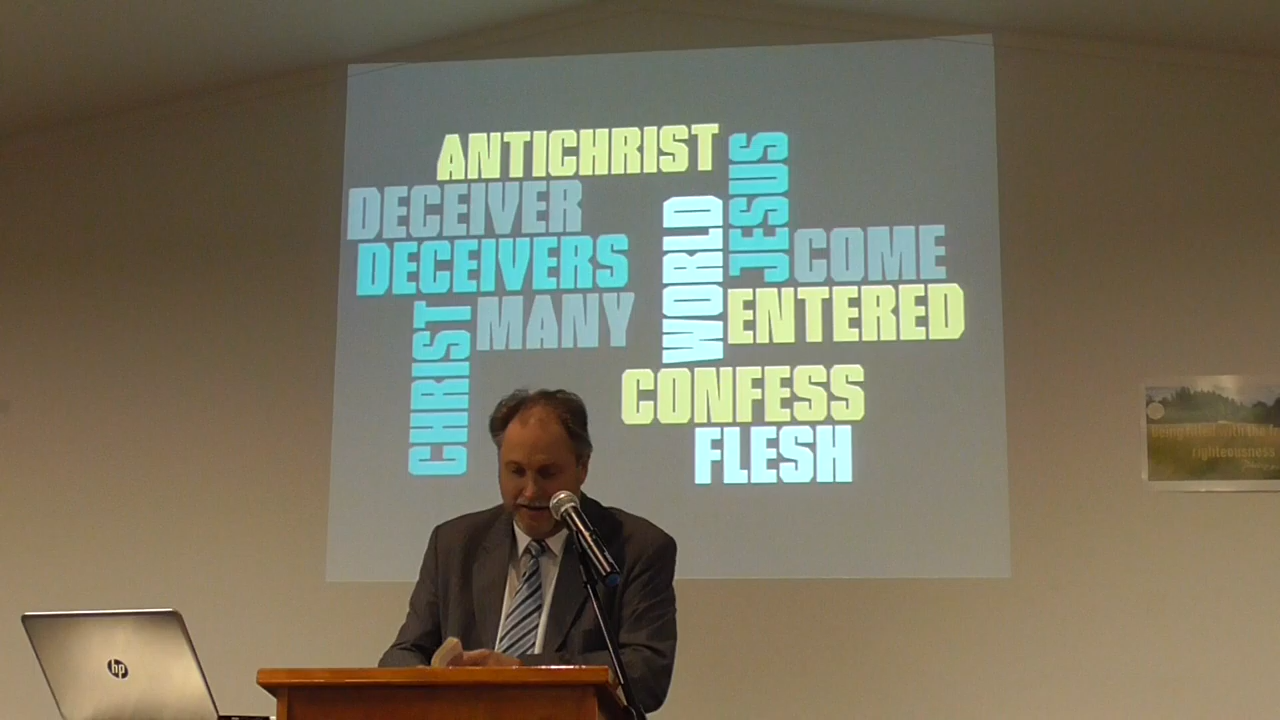 ANTICHRIST
JESUS
DECEIVER
WORLD
COME
DECEIVERS
MANY
ENTERED
CHRIST
CONFESS
FLESH
hp
righteousness